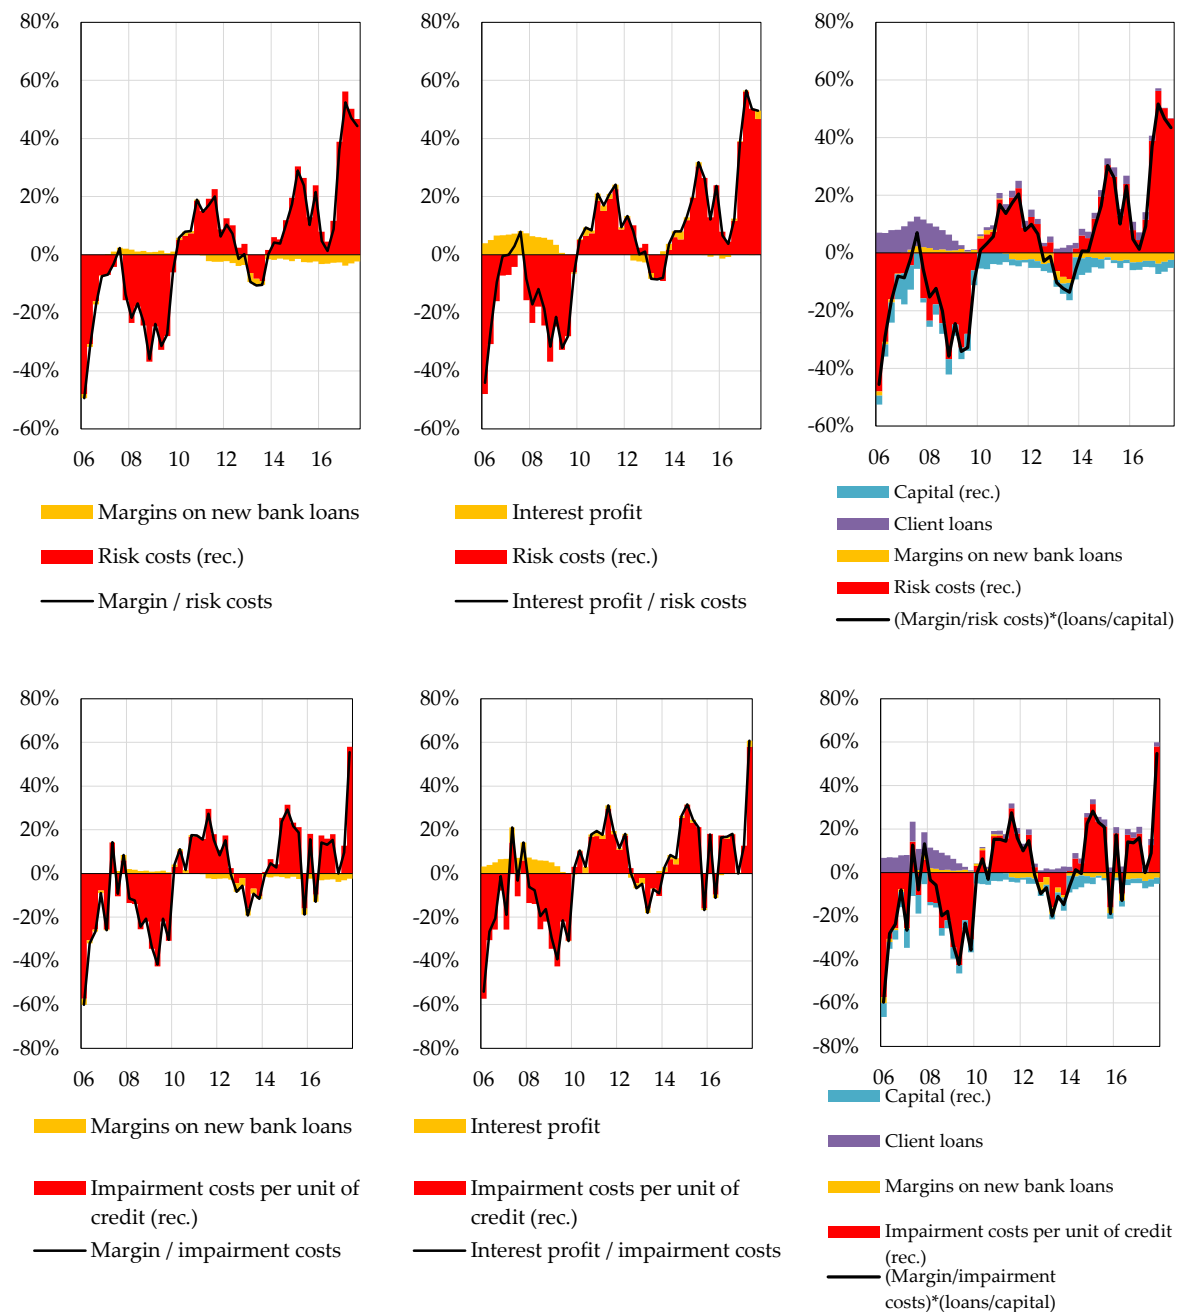 80%
60%
40%
20%
0%
-20%
-40%
-60%
06 08 10 12 14 16
Margins on new bank loans
Risk costs (rec.)
Margin / risk costs
80%
60%
40%
20%
0%
-20%
-40%
-60%
06 08 10 12 14 16
Interest profit
Risk costs (rec.)
Interest profit / risk costs
80%
60%
40%
20%
0%
-20%
-40%
-60%
06 08 10 12 14 16
Capital (rec.)
Client loans
Margins on new bank loans
Risk costs (rec.)
(Margin/risk costs)*(loans/capital)
80%
60%
40%
20%
0%
-20%
-40%
-60%
-80%
06 08 10 12 14 16
Margins on new bank loans
Impairment costs per unit of
credit (rec.)
Margin / impairment costs
80%
60%
40%
20%
0%
-20%
-40%
-60%
-80%
06 08 10 12 14 16
Interest profit
Impairment costs per unit of
credit (rec.)
Interest profit / impairment costs
80%
60%
40%
20%
0%
-20%
-40%
-60%
-80%
06 08 10 12 14 16
Capital (rec.)
Client loans
Margins on new bank loans
Impairment costs per unit of credit
(rec.)
(Margin/impairment
costs)*(loans/capital)